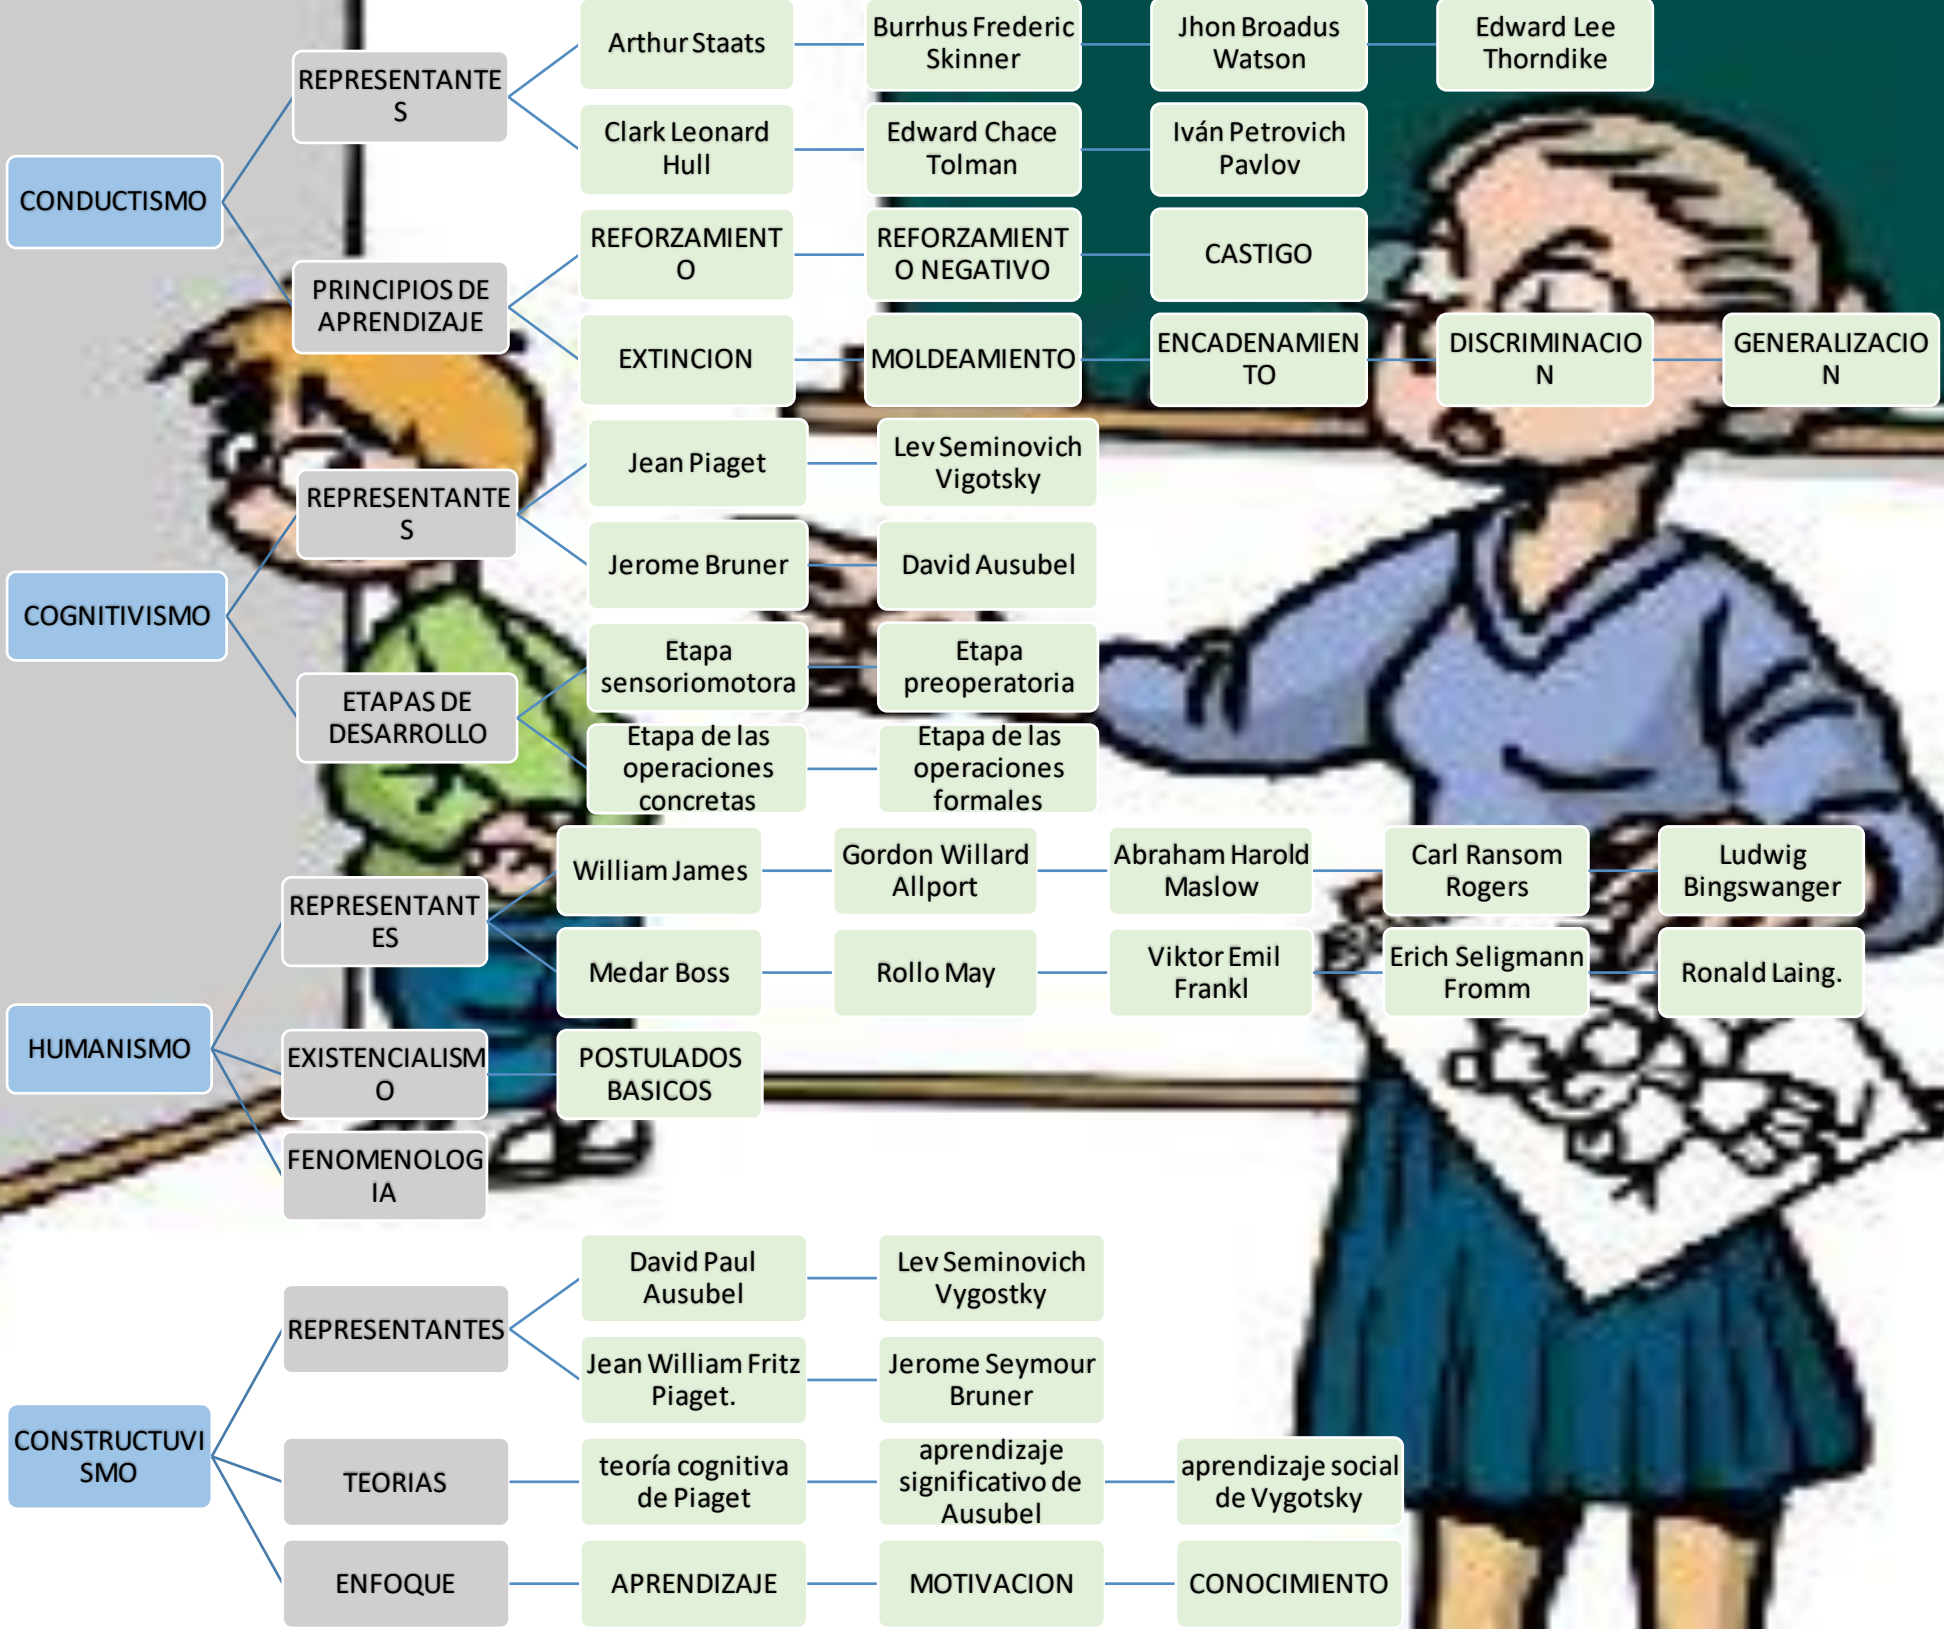 CONDUCTISMO
REPRESENTANTE
S
Arthur Staats
Burrhus Frederic
Skinner
Jhon Broadus
Watson
Edward Lee
Thorndike
Clark Leonard
Hull
Edward Chace
Tolman
Iván Petrovich
Pavlov
PRINCIPIOS DE
APRENDIZAJE
REFORZAMIENT
O
REFORZAMIENT
O NEGATIVO
CASTIGO
EXTINCION
MOLDEAMIENTO
ENCADENAMIEN
TO
DISCRIMINACIO
N
GENERALIZACIO
N
COGNITIVISMO
REPRESENTANTE
S
Jean Piaget
Lev Seminovich
Vigotsky
Jerome Bruner
David Ausubel
ETAPAS DE
DESARROLLO
Etapa
sensoriomotora
Etapa
preoperatoria
Etapa de las
operaciones
concretas
Etapa de las
operaciones
formales
HUMANISMO
REPRESENTANT
ES
William James
Gordon Willard
Allport
Abraham Harold
Maslow
Carl Ransom
Rogers
Ludwig
Bingswanger
Medar Boss
Rollo May
Viktor Emil
Frankl
Erich Seligmann
Fromm
Ronald Laing.
EXISTENCIALISM
O
POSTULADOS
BASICOS
FENOMENOLOG
IA
CONSTRUCTUVI
SMO
REPRESENTANTES
David Paul
Ausubel
Lev Seminovich
Vygostky
Jean William Fritz
Piaget.
Jerome Seymour
Bruner
TEORIAS
teoría cognitiva
de Piaget
aprendizaje
significativo de
Ausubel
aprendizaje social
de Vygotsky
ENFOQUE
APRENDIZAJE
MOTIVACION
CONOCIMIENTO